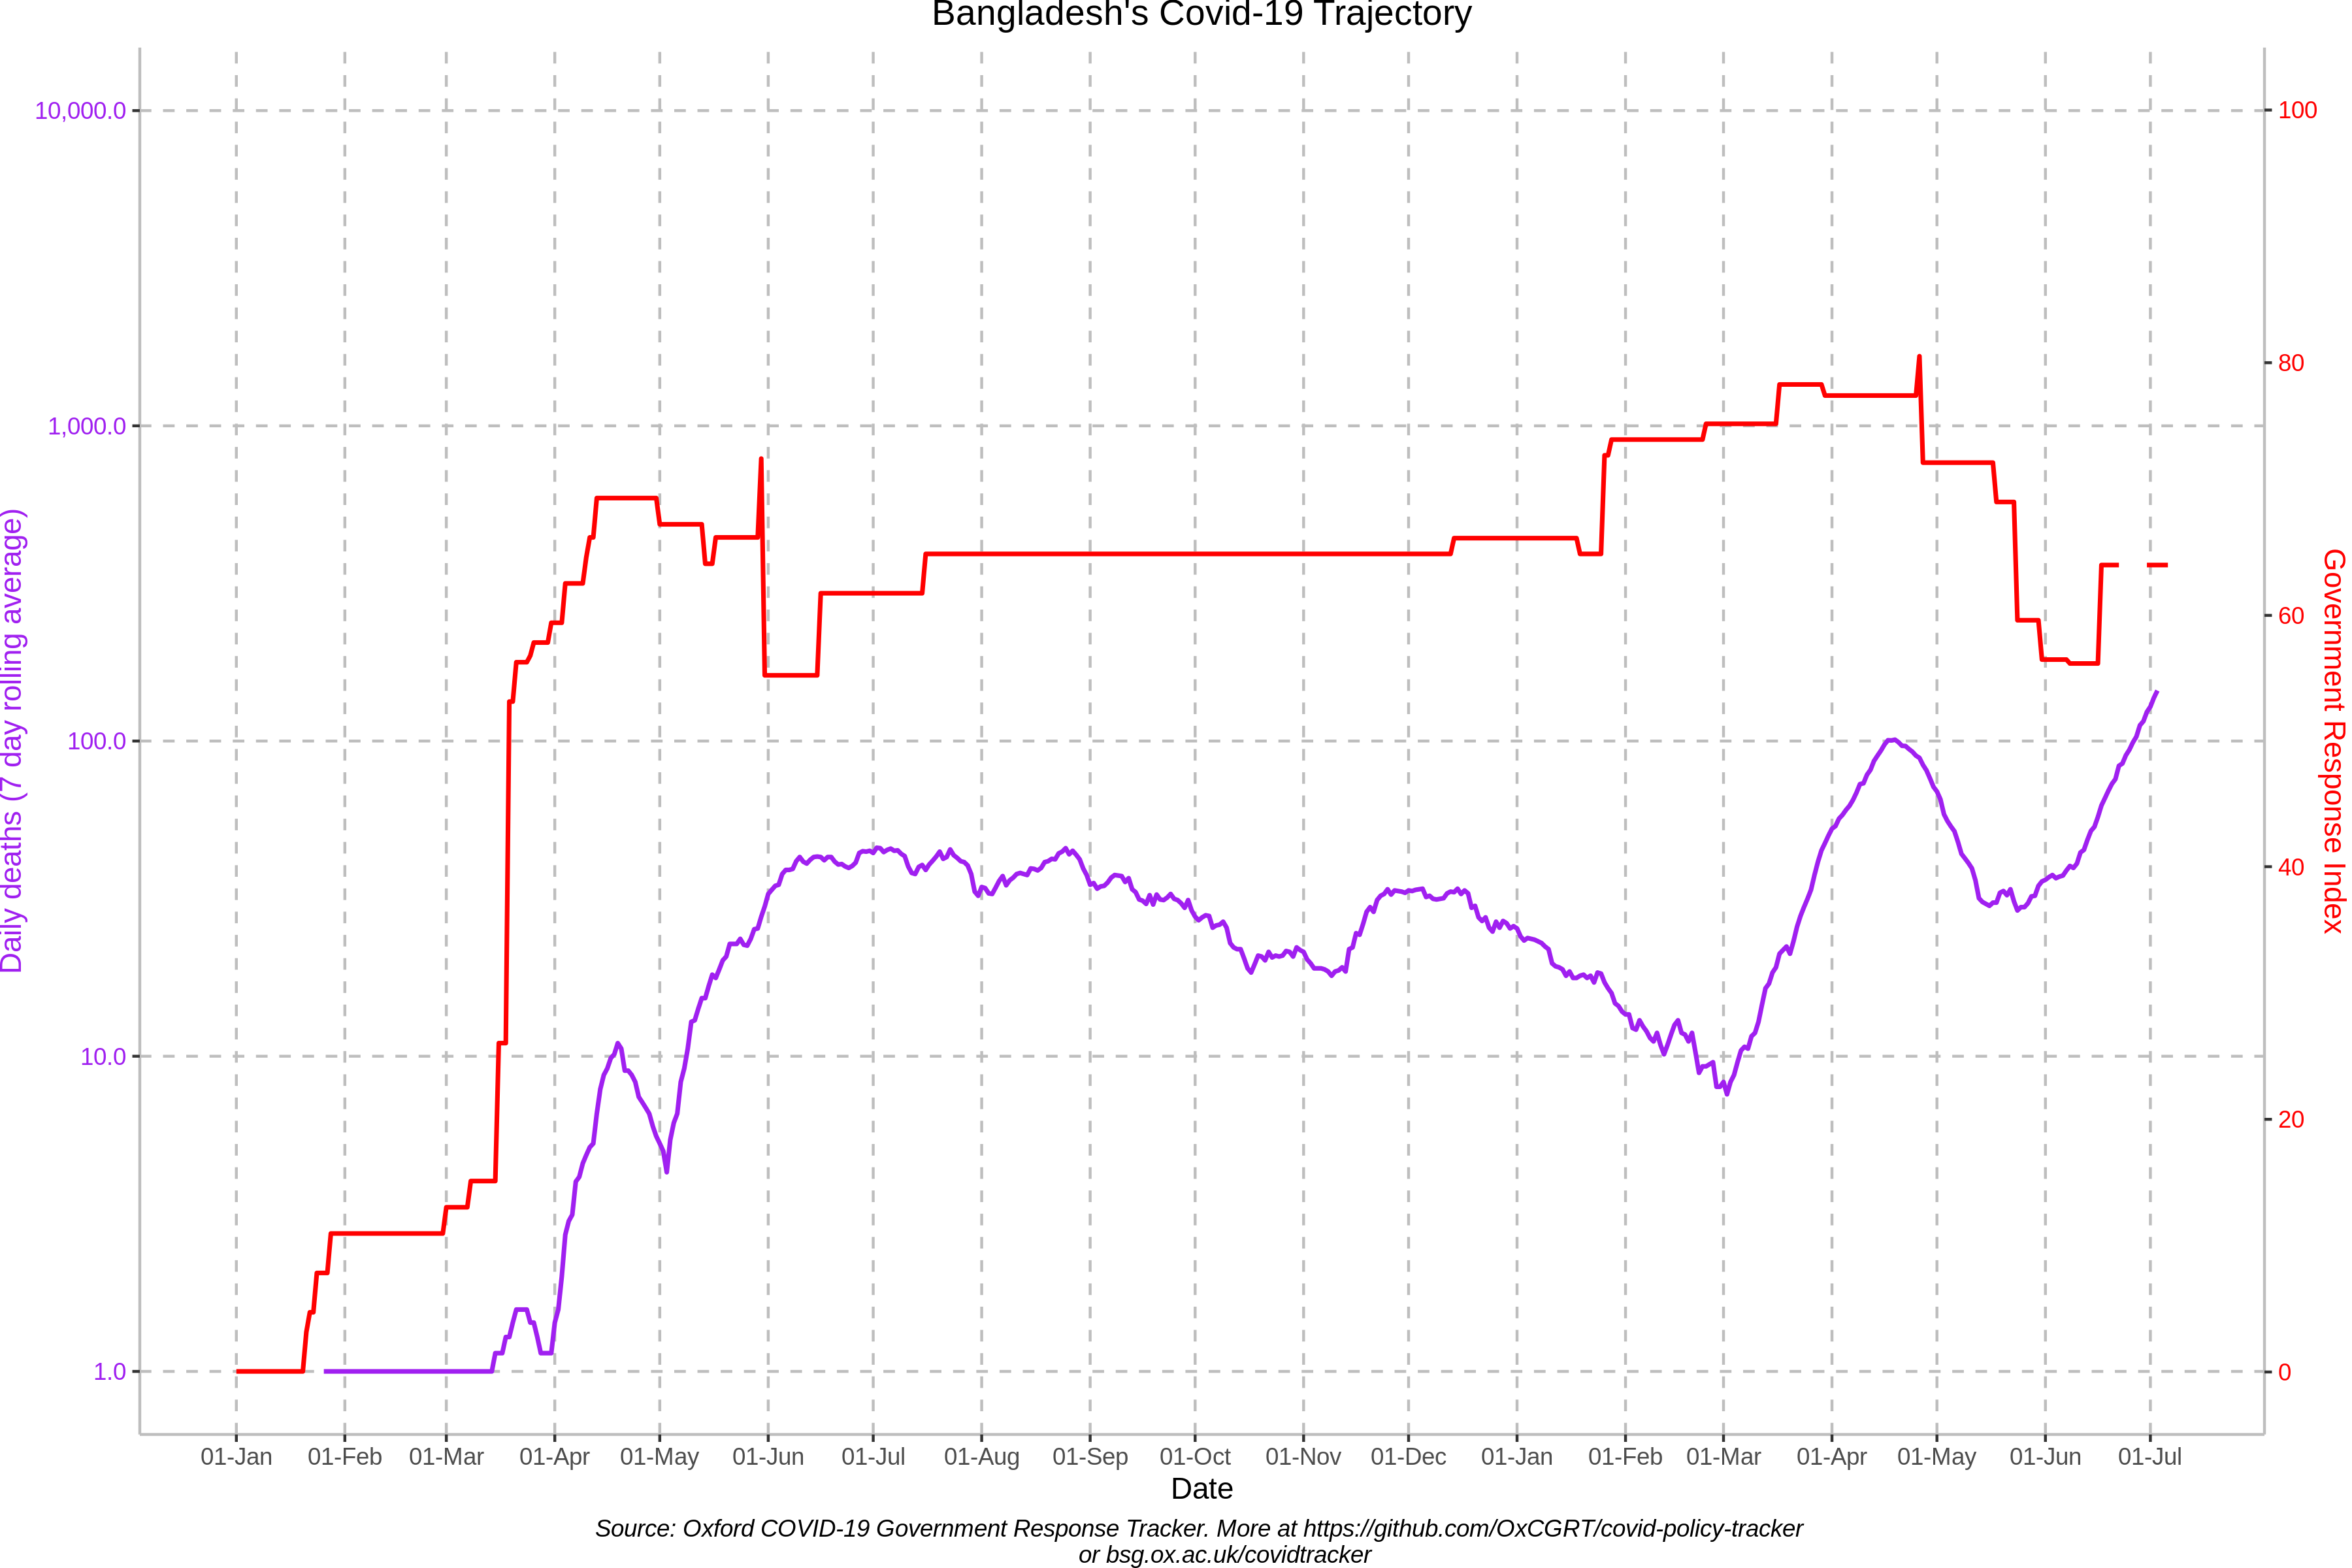 Bangladesh's Covid-19 Trajectory
10,000.0
1,000.0
100.0
10.0
1.0
Daily deaths (7 day rolling average)
100
80
60
40
20
0
Government Response Index
01-Jan 01-Feb 01-Mar 01-Apr 01-May 01-Jun 01-Jul 01-Aug 01-Sep 01-Oct 01-Nov 01-Dec 01-Jan 01-Feb 01-Mar 01-Apr 01-May 01-Jun 01-Jul
Date
Source: Oxford COVID-19 Government Response Tracker. More at https://github.com/OxCGRT/covid-policy-tracker
or bsg.ox.ac.uk/covidtracker